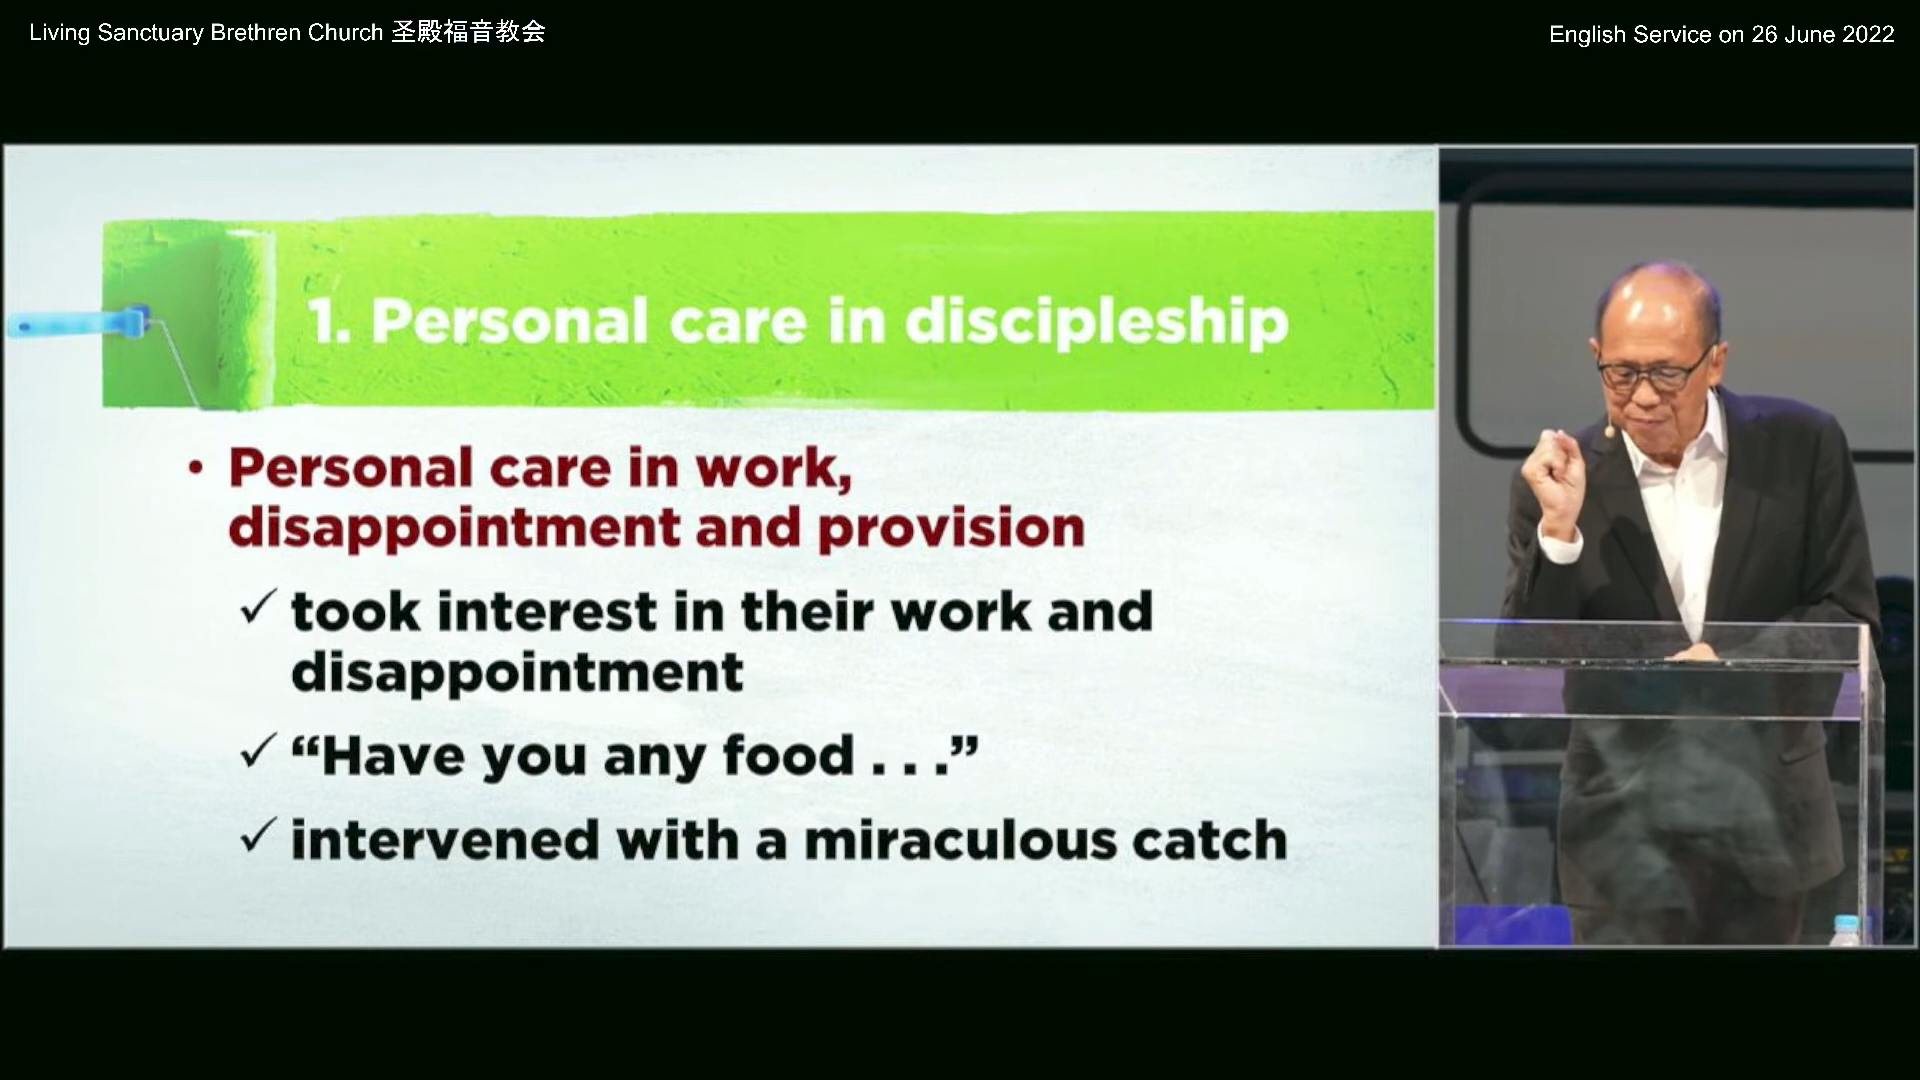 Living Sanctuary Brethren Church 圣殿福音教会
English Service on 26 June 2022
1. Personal care in discipleship
• Personal care in work,
disappointment and provision
✓ took interest in their work and
disappointment
✓ “Have you any food . . .”
✓ intervened with a miraculous catch